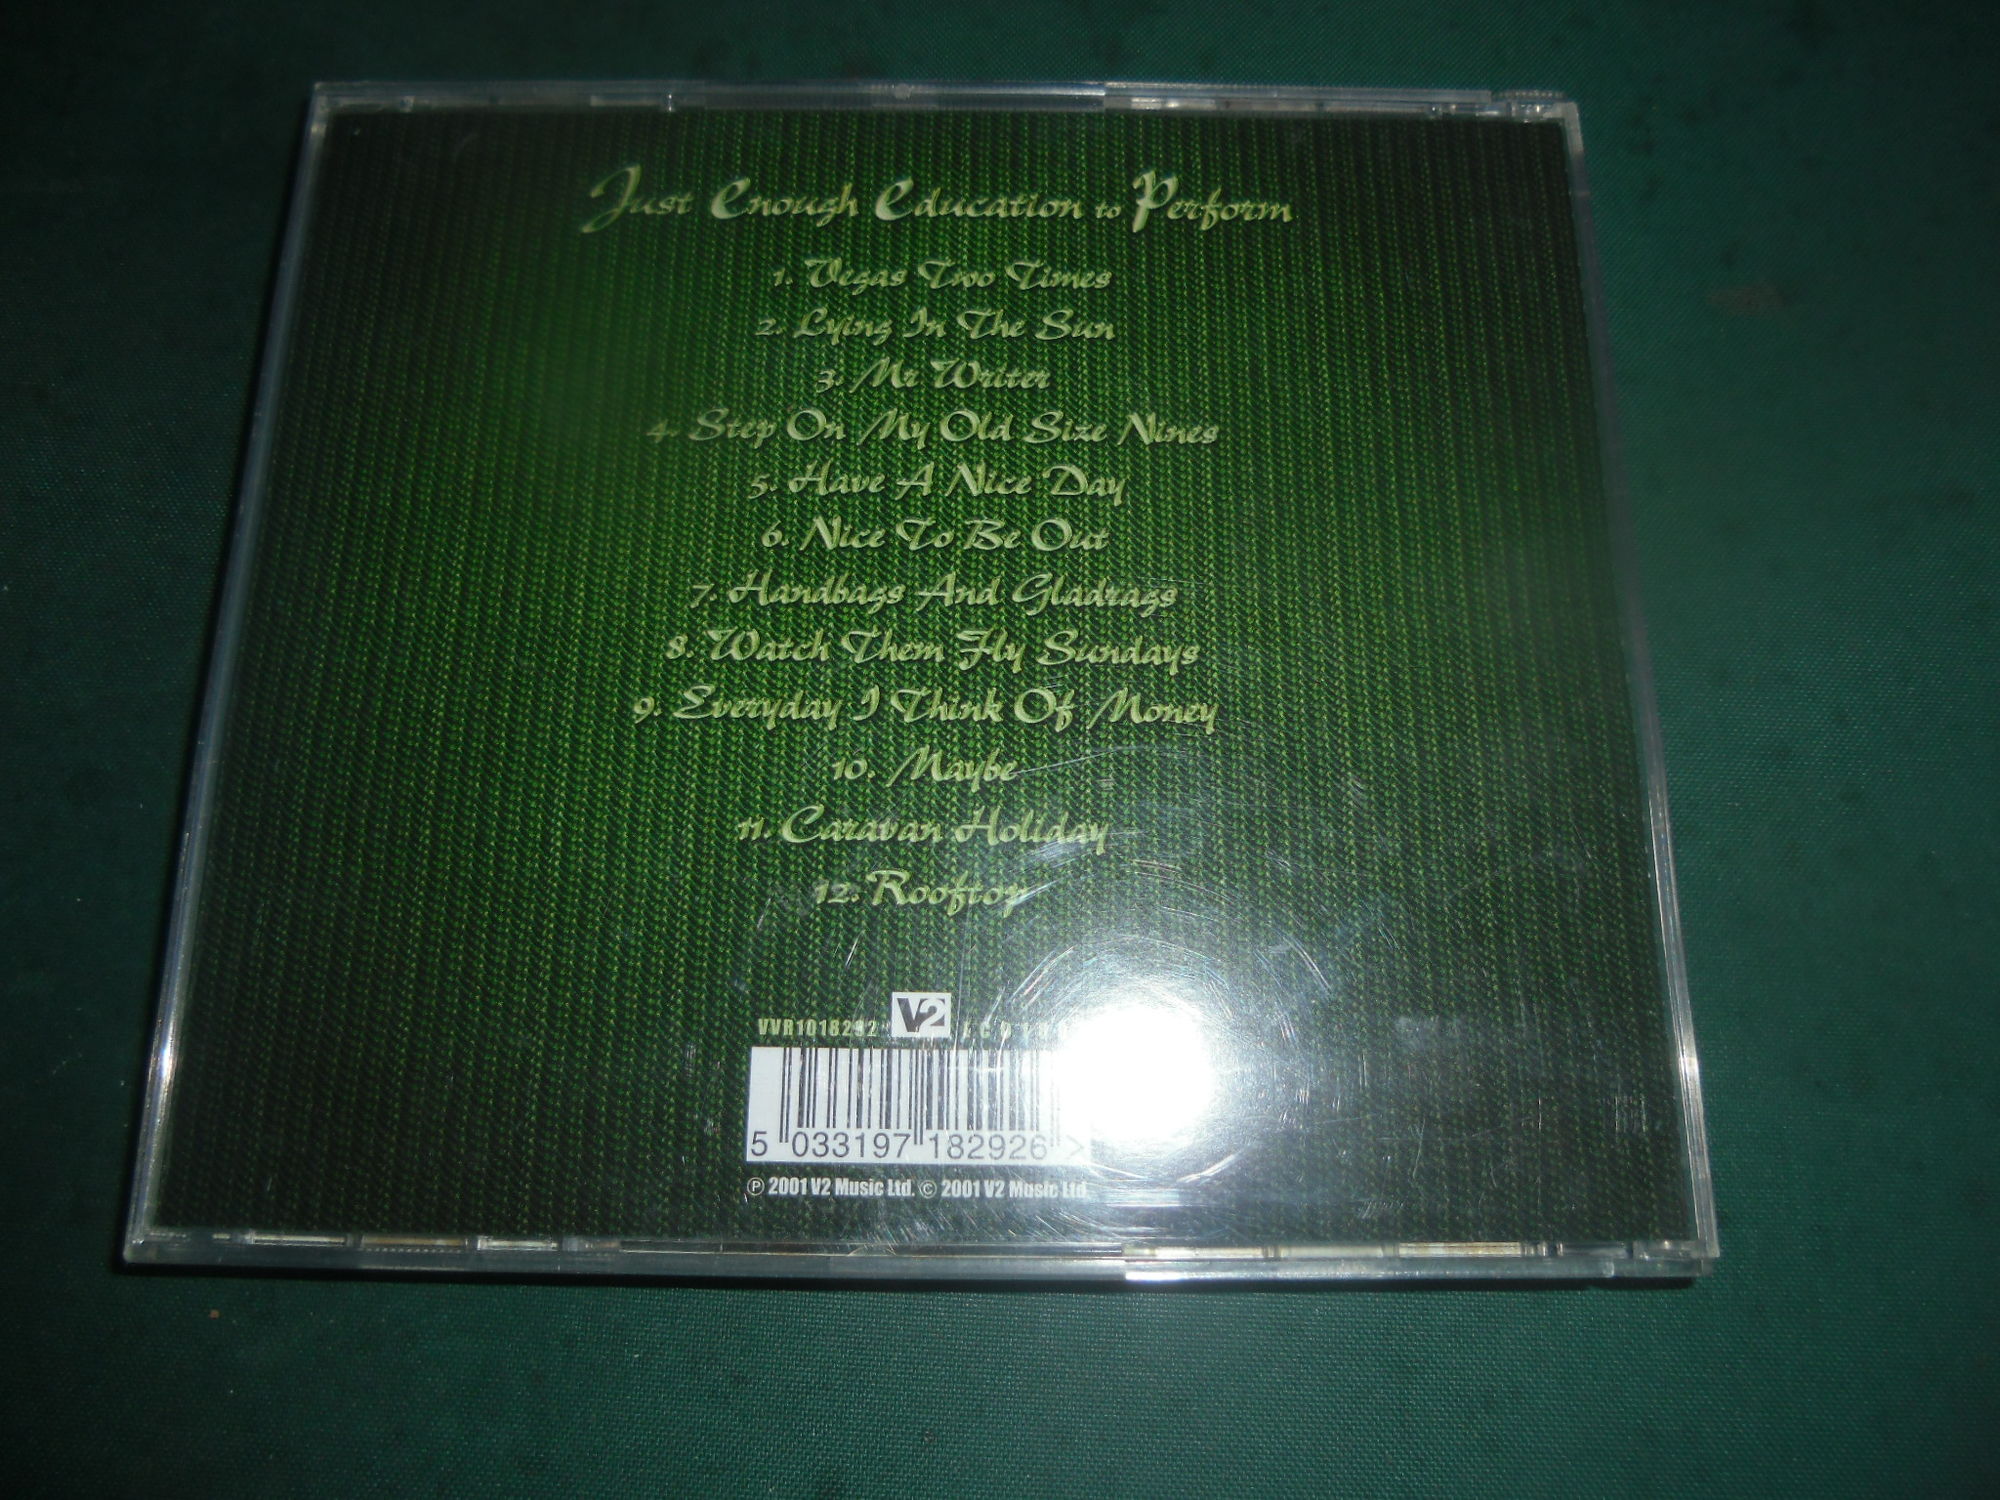 Just Enough Education to Perform
1. Vegas Two Times
2. Lying In The Sun
3. Mr Writer
4. Step On My Old Size Nines
5. Have A Nice Day
6. Nice To Be Out
7. Handbags And Gladrags
8. Watch Them Fly Sundays
9. Everyday I Think Of Money
10. Maybe
11. Caravan Holiday
12. Rooftop
VVR1018292 V2
5 033197 182926 >
℗ 2001 V2 Music Ltd. © 2001 V2 Music Ltd